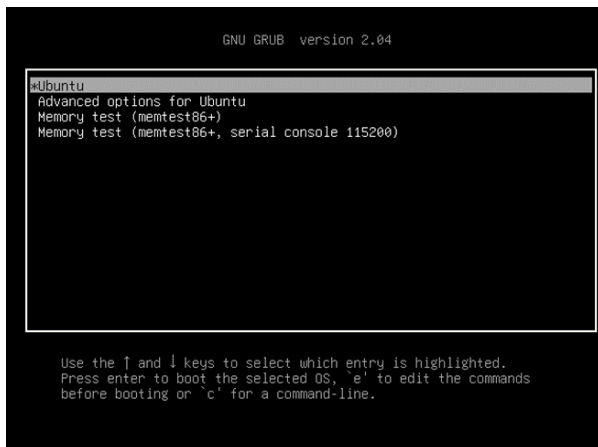 GNU GRUB  version 2.04
*Ubuntu
Advanced options for Ubuntu
Memory test (memtest86+)
Memory test (memtest86+, serial console 115200)
Use the ↑ and ↓ keys to select which entry is highlighted.
Press enter to boot the selected OS, `e' to edit the commands
before booting or `c' for a command-line.